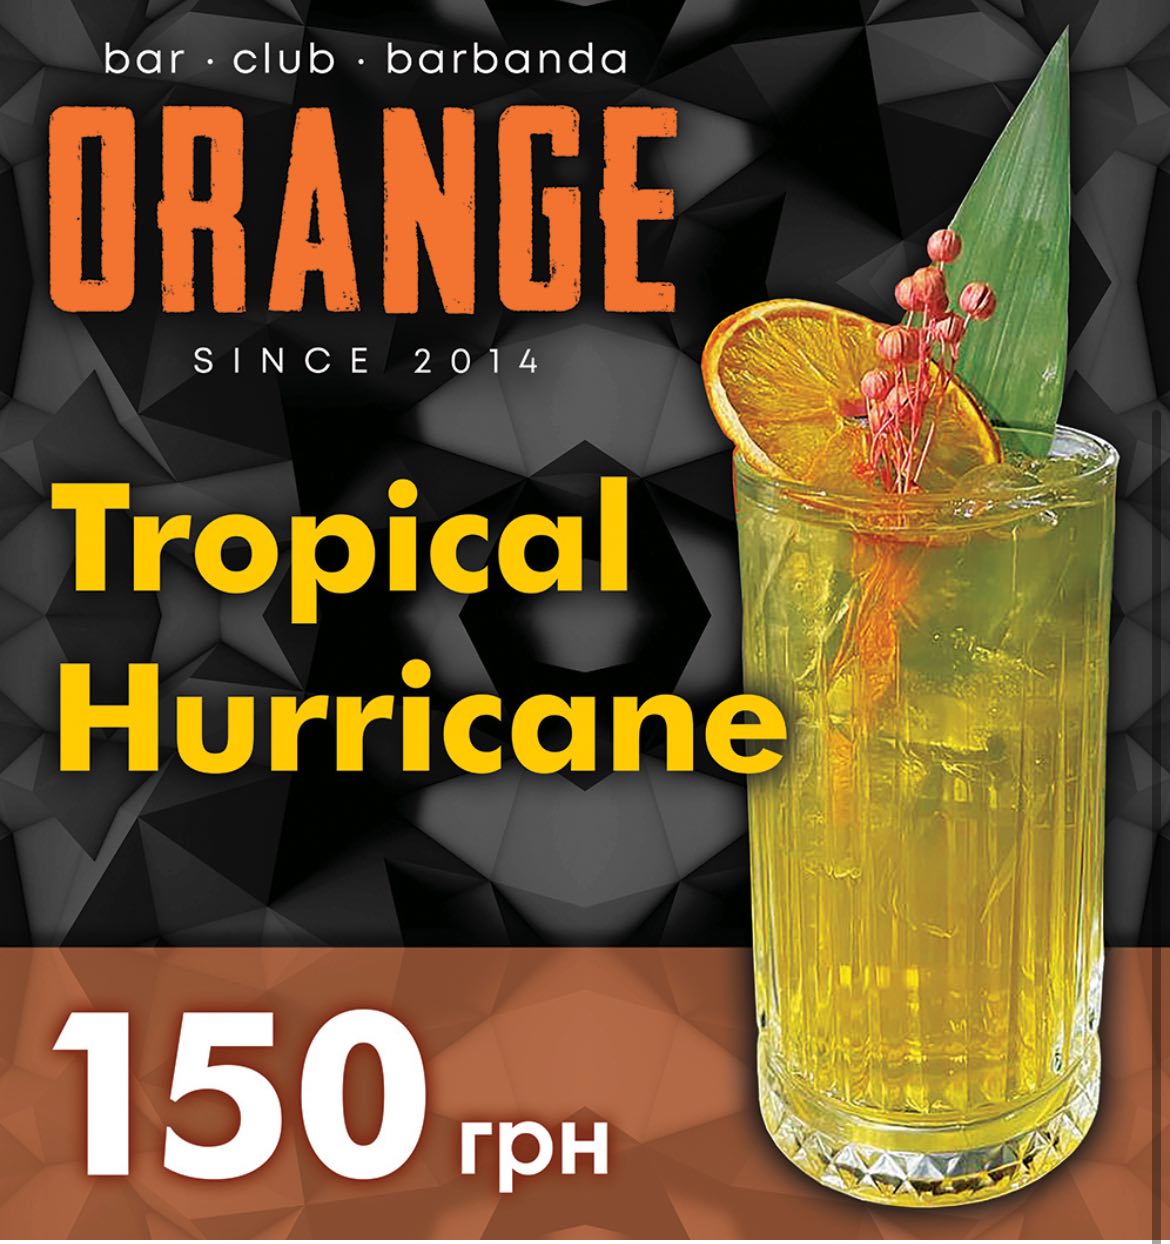 bar · club · barbanda
ORANGE
SINCE 2014
Tropical
Hurricane
150 грн